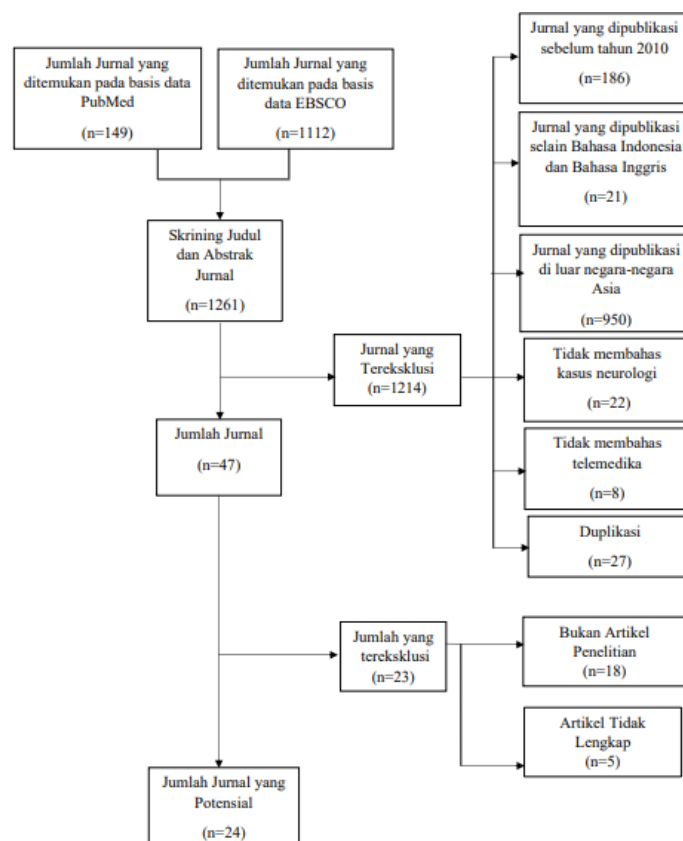 Jumlah Jurnal yang
ditemukan pada basis data
PubMed
(n=149)
Jumlah Jurnal yang
ditemukan pada basis
data EBSCO
(n=1112)
Skrining Judul
dan Abstrak
Jurnal
(n=1261)
Jurnal yang
Tereksklusi
(n=1214)
Jurnal yang dipublikasi
sebelum tahun 2010
(n=186)
Jurnal yang dipublikasi
selain Bahasa Indonesia
dan Bahasa Inggris
(n=21)
Jurnal yang dipublikasi
di luar negara-negara
Asia
(n=950)
Tidak membahas
kasus neurologi
(n=22)
Tidak membahas
telemedika
(n=8)
Duplikasi
(n=27)
Jumlah Jurnal
(n=47)
Jumlah yang
tereksklusi
(n=23)
Bukan Artikel
Penelitian
(n=18)
Artikel Tidak
Lengkap
(n=5)
Jumlah Jurnal yang
Potensial
(n=24)